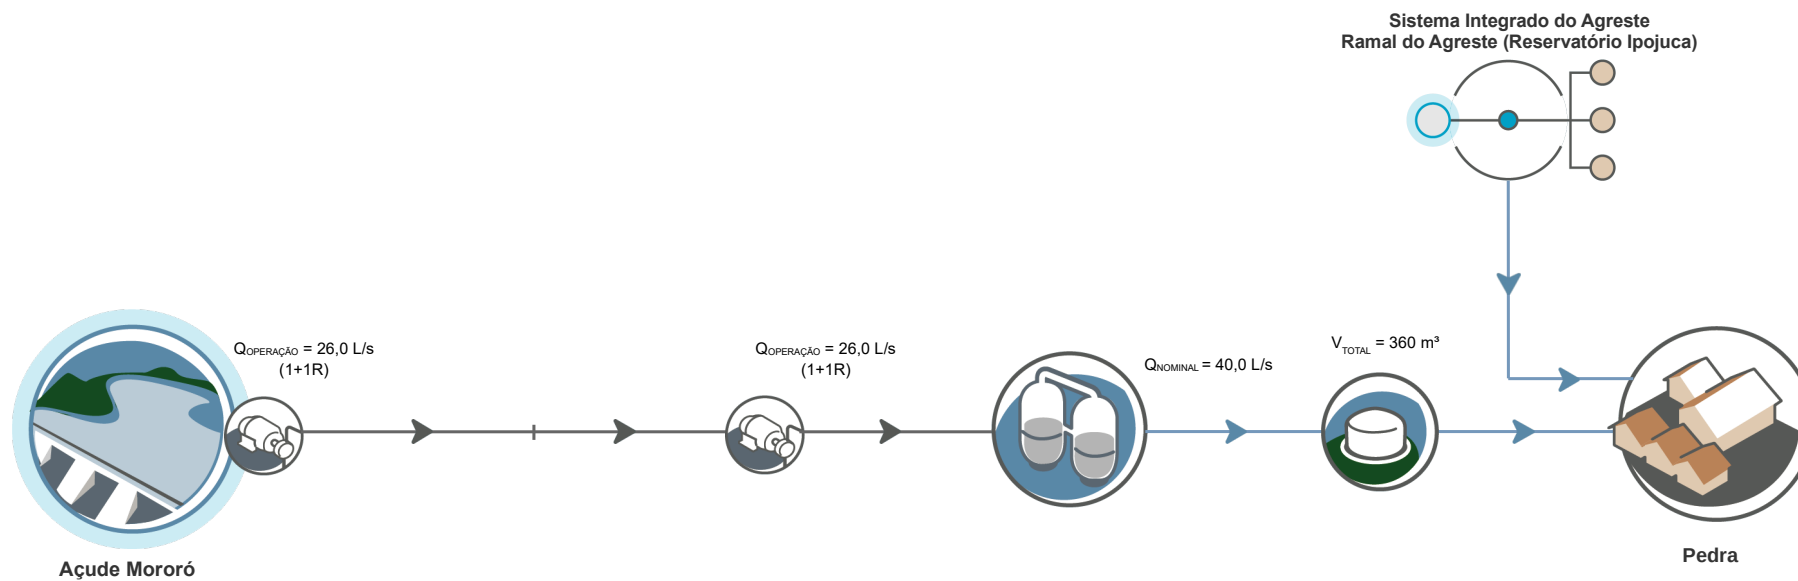 Sistema Integrado do Agreste
Ramal do Agreste (Reservatório Ipojuca)
QOPERAÇÃO = 26,0 L/s
(1+1R)
QOPERAÇÃO = 26,0 L/s
(1+1R)
QNOMINAL = 40,0 L/s
VTOTAL = 360 m³
Açude Mororó
Pedra